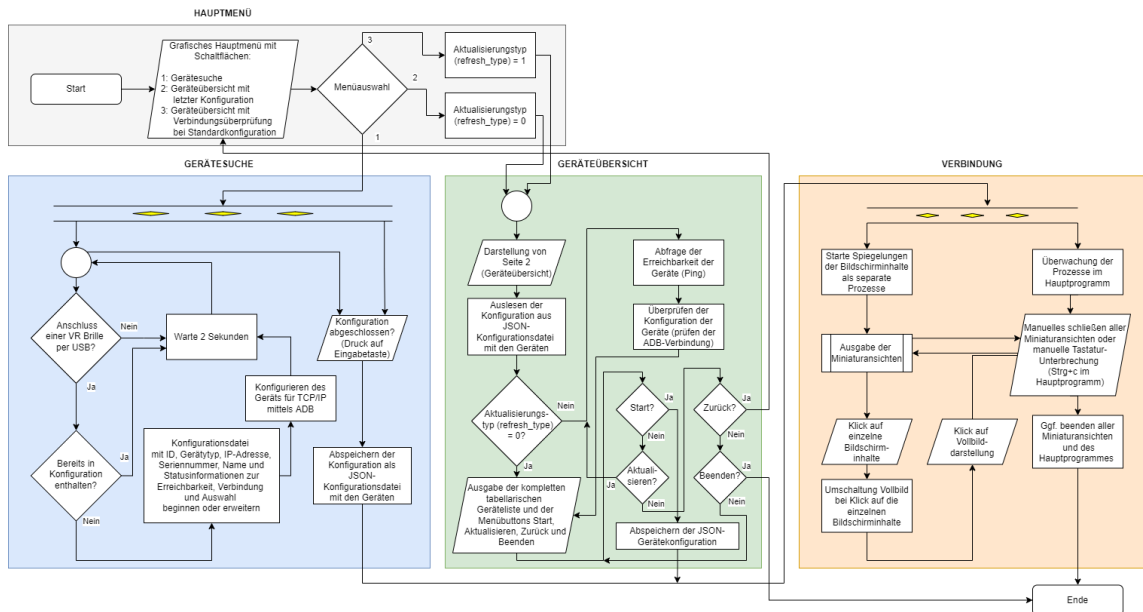 HAUPTMENÜ
Start
Grafisches Hauptmenü mit
Schaltflächen:
1: Gerätesuche
2: Geräteübersicht mit
letzter Konfiguration
3: Geräteübersicht mit
Verbindungsüberprüfung
bei Standardkonfiguration
Menüauswahl
3
2
1
Aktualisierungstyp
(refresh_type) = 1
Aktualisierungstyp
(refresh_type) = 0
GERÄTESUCHE
Anschluss
einer VR Brille
per USB?
Nein
Ja
Warte 2 Sekunden
Konfiguration
abgeschlossen?
(Druck auf
Eingabetaste)
Konfigurieren des
Geräts für TCP/IP
mittels ADB
Bereits in
Konfiguration
enthalten?
Ja
Nein
Konfigurationsdatei
mit ID, Gerätytyp, IP-Adresse,
Seriennummer, Name und
Statusinformationen zur
Erreichbarkeit, Verbindung
und Auswahl
beginnen oder erweitern
Abspeichern der
Konfiguration als
JSON-
Konfigurationsdatei
mit den Geräten
GERÄTEÜBERSICHT
Darstellung von
Seite 2
(Geräteübersicht)
Auslesen der
Konfiguration aus
JSON-
Konfigurationsdatei
mit den Geräten
Abfrage der
Erreichbarkeit der
Geräte (Ping)
Überprüfen der
Konfiguration der
Geräte (prüfen der
ADB-Verbindung)
Aktualisierungs-
typ (refresh_type)
= 0?
Nein
Ja
Start?
Ja
Nein
Aktuali-
sieren?
Ja
Nein
Zurück?
Ja
Nein
Beenden?
Ja
Nein
Ausgabe der kompletten
tabellarischen
Geräteliste und der
Menübuttons Start,
Aktualisieren, Zurück und
Beenden
Abspeichern der JSON-
Gerätekonfiguration
VERBINDUNG
Starte Spiegelungen
der Bildschirminhalte
als separate
Prozesse
Überwachung der
Prozesse im
Hauptprogramm
Ausgabe der
Miniaturansichten
Manuelles schließen aller
Miniaturansichten oder
manuelle Tastatur-
Unterbrechung
(Strg+c im
Hauptprogramm)
Klick auf
einzelne
Bildschirm-
inhalte
Klick auf
Vollbild-
darstellung
Ggf. beenden aller
Miniaturansichten
und des
Hauptprogrammes
Umschaltung Vollbild
bei Klick auf die
einzelnen
Bildschirminhalte
Ende